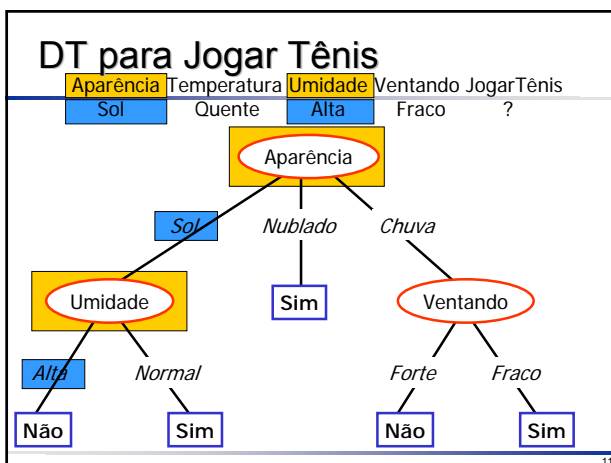 DT para Jogar Tênis
Aparência Temperatura Umidade Ventando JogarTênis
Sol Quente Alta Fraco ?
Aparência
Sol Nublado Chuva
Umidade Sim Ventando
Alta Normal Forte Fraco
Não Sim Não Sim
11